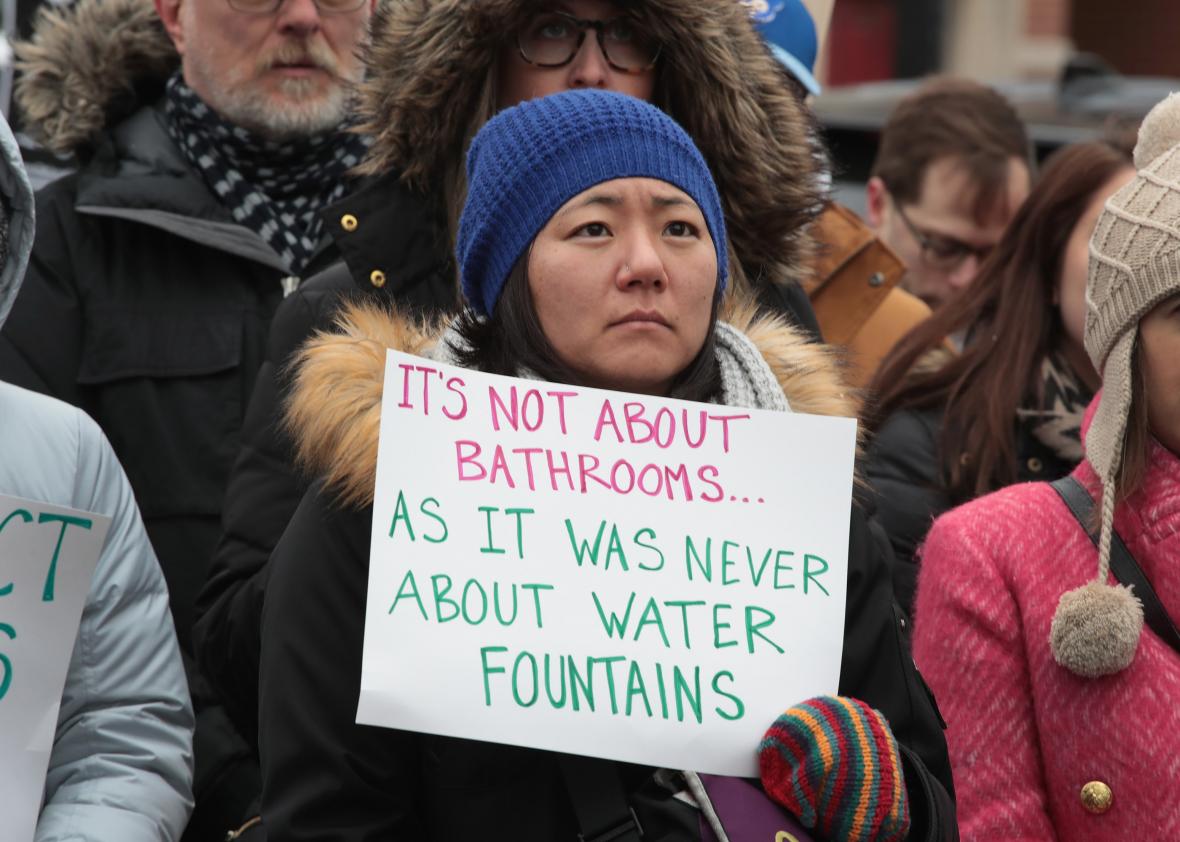 IT'S NOT ABOUT
BATHROOMS...
AS IT WAS NEVER
ABOUT WATER
FOUNTAINS